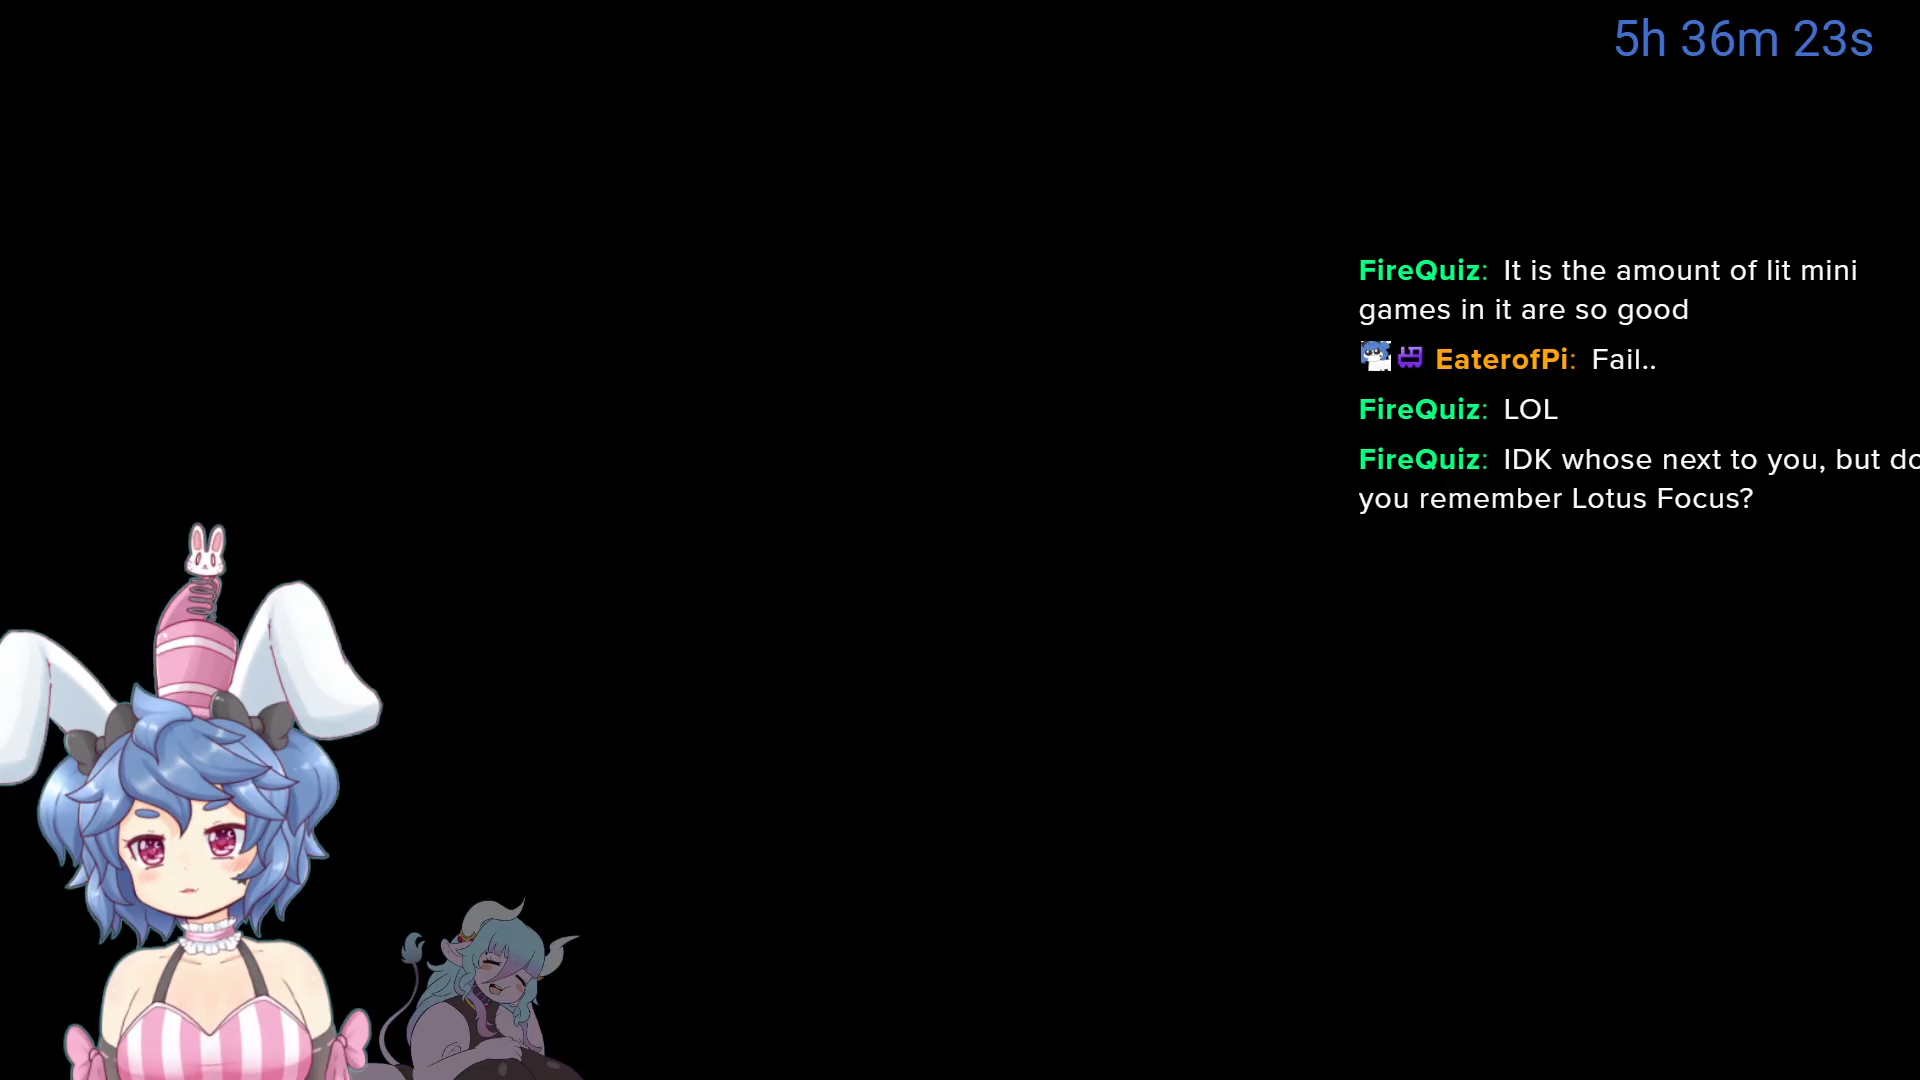 5h 36m 23s
FireQuiz: It is the amount of lit mini
games in it are so good
EaterofPi: Fail..
FireQuiz: LOL
FireQuiz: IDK whose next to you, but do
you remember Lotus Focus?